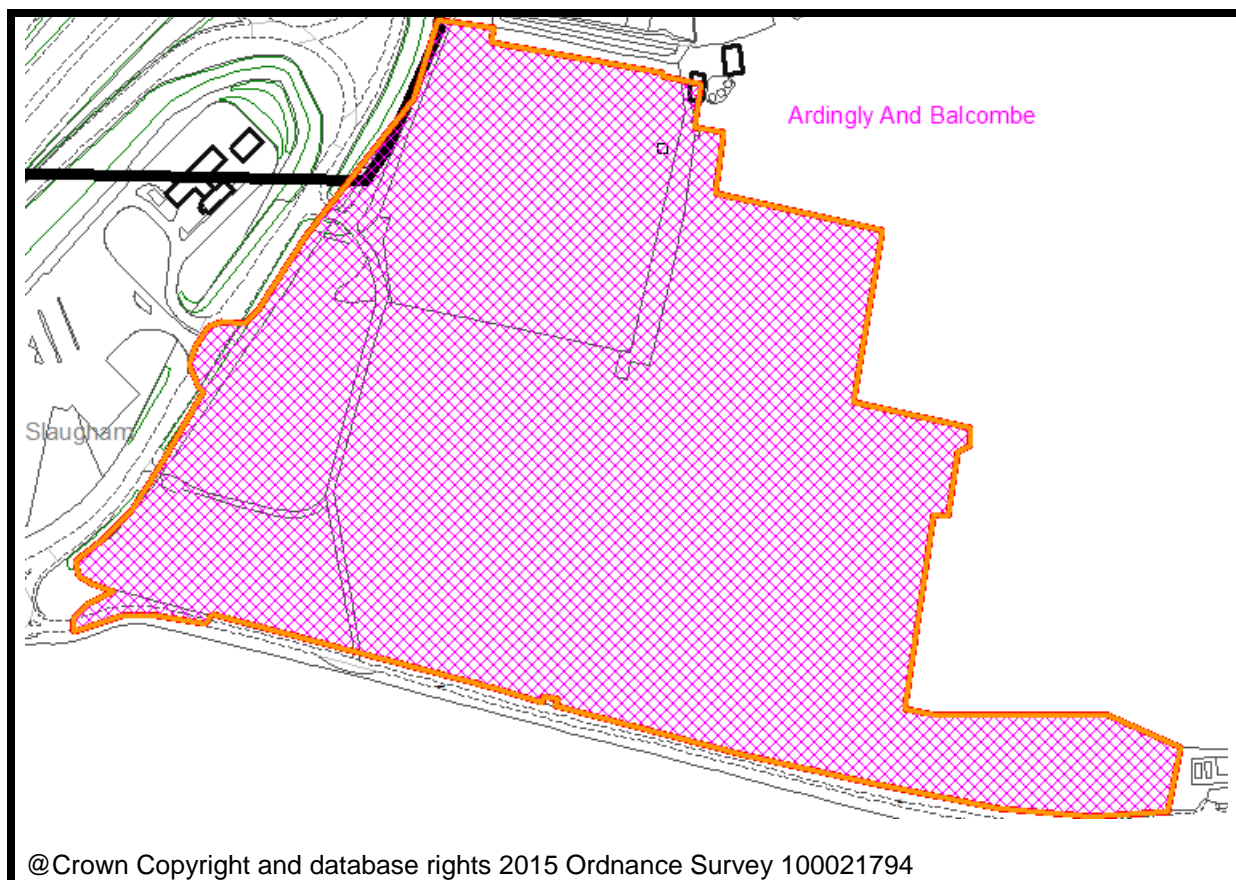 Ardingly And Balcombe
Slaugham
@Crown Copyright and database rights 2015 Ordnance Survey 100021794